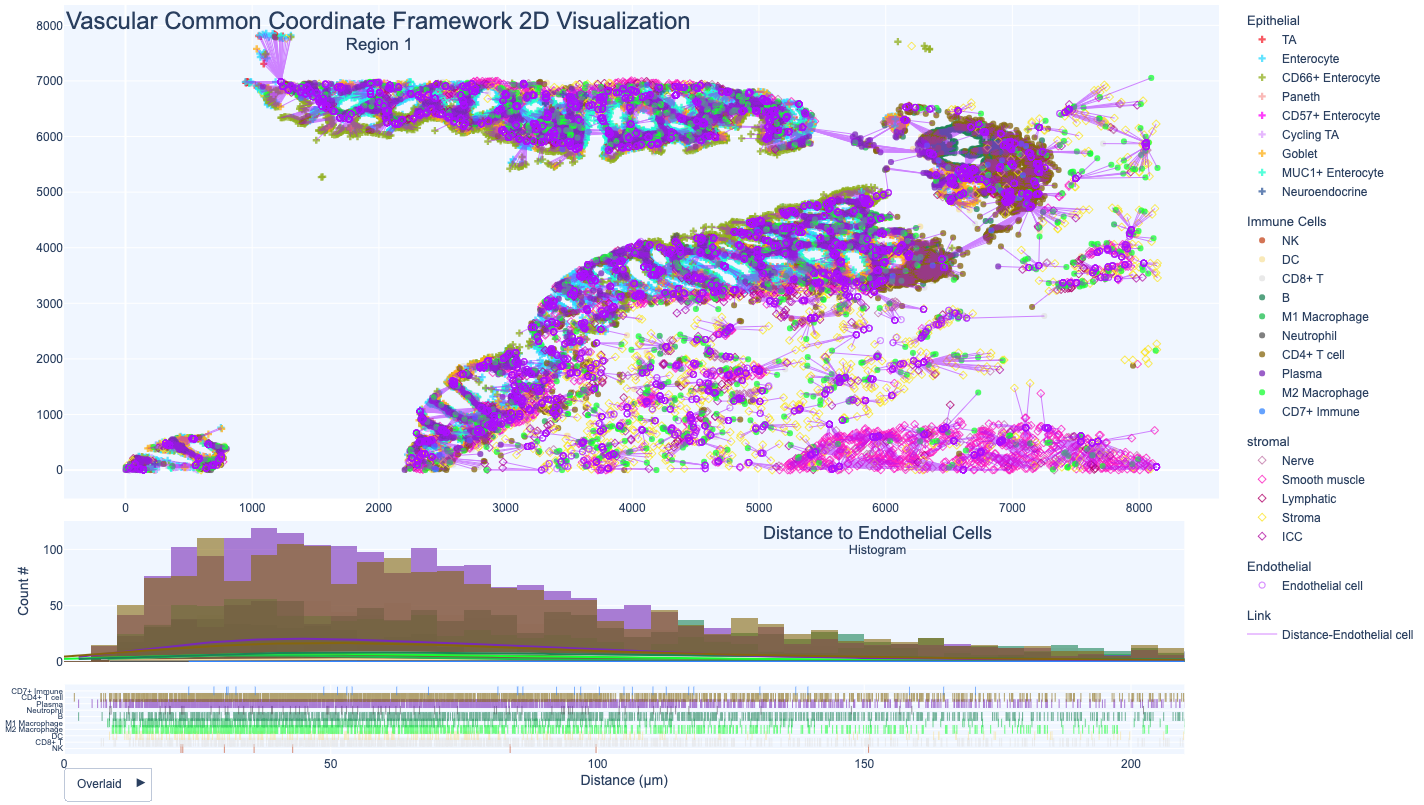 Vascular Common Coordinate Framework 2D Visualization
Region 1
8000
7000
6000
5000
4000
3000
2000
1000
0
0
1000
2000
3000
4000
5000
6000
7000
8000
Epithelial
TA
Enterocyte
CD66+ Enterocyte
Paneth
CD57+ Enterocyte
Cycling TA
Goblet
MUC1+ Enterocyte
Neuroendocrine
Immune Cells
NK
DC
CD8+ T
B
M1 Macrophage
Neutrophil
CD4+ T cell
Plasma
M2 Macrophage
CD7+ Immune
stromal
Nerve
Smooth muscle
Lymphatic
Stroma
ICC
Endothelial
Endothelial cell
Link
Distance-Endothelial cell
Distance to Endothelial Cells
Histogram
Count #
100
50
0
CD7+ Immune
CD4+ T cell
Plasma
Neutrophil
B
M1 Macrophage
M2 Macrophage
DC
CD8+ T
NK
0
50
100
150
200
Distance (μm)
Overlaid ▶